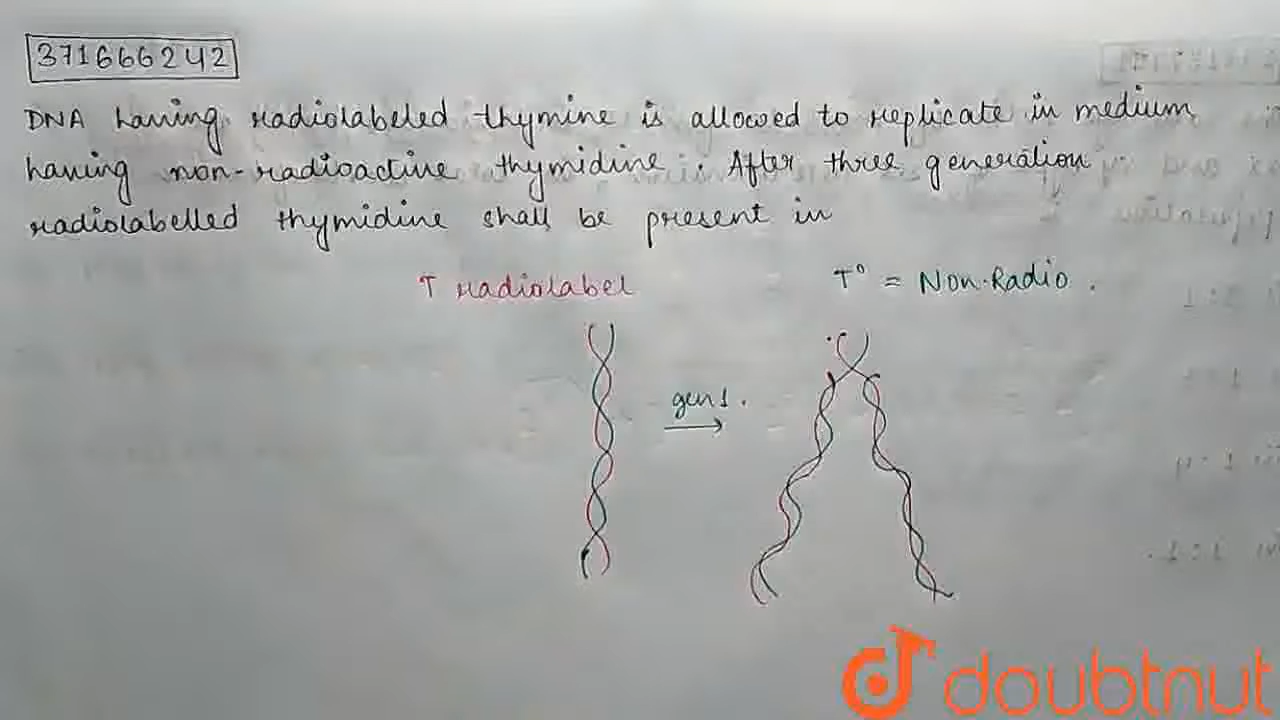 371666242
DNA having radiolabeled thymine is allowed to replicate in medium
having non-radioactive thymidine. After three generation
radiolabelled thymidine shall be present in
T radiolabel
T° = Non.Radio.
gen 1.
doubtnut